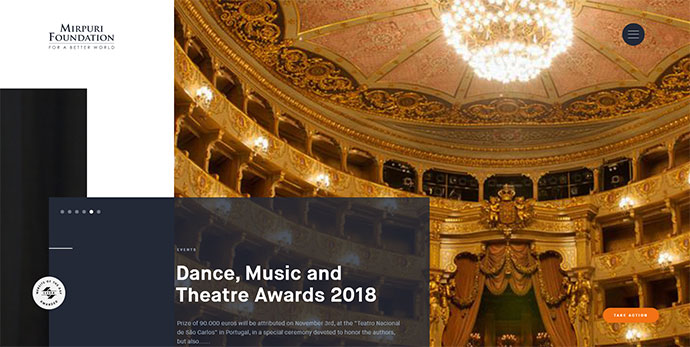 MIRPURI
FOUNDATION
FOR A BETTER WORLD
EVENTS
Dance, Music and
Theatre Awards 2018
Prize of 90.000 euros will be attributed on November 3rd, at the "Teatro Nacional
de São Carlos" in Portugal, in a special ceremony devoted to honor the authors,
but also.....
TAKE ACTION